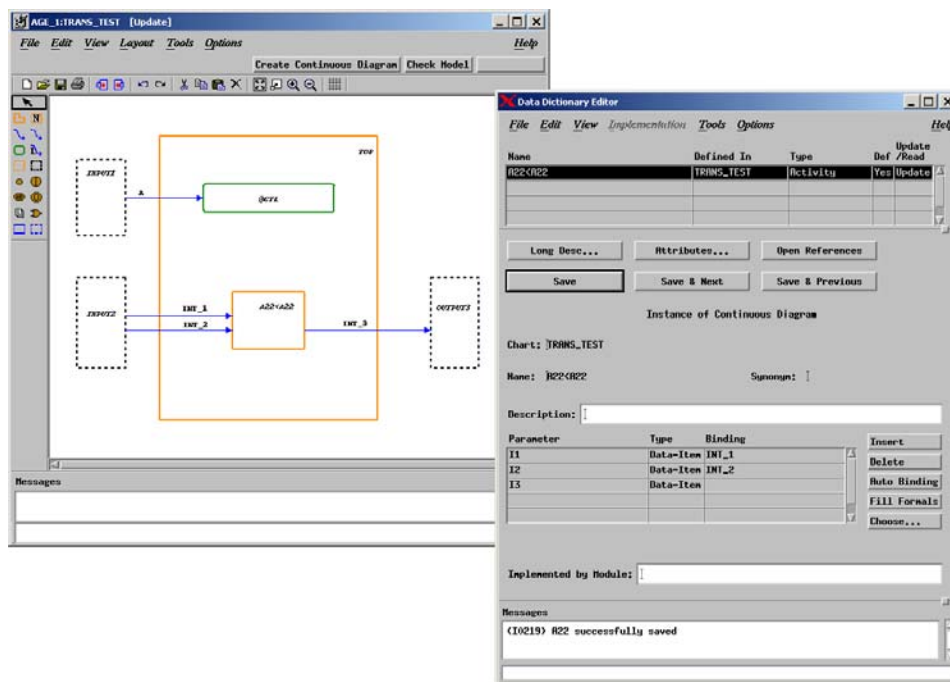 AGE_1:TRANS_TEST [Update]
File Edit View Layout Tools Options Help
Create Continuous Diagram Check Model
TOP
INPUT1
A
@CTL
INPUT2
INT_1
INT_2
A22<A22
INT_3
OUTPUT3
Messages
Data Dictionary Editor
File Edit View Implementation Tools Options Help
Name Defined In Type Def Update /Read
A22<A22 TRANS_TEST Activity Yes Update
Long Desc... Attributes... Open References
Save Save & Next Save & Previous
Instance of Continuous Diagram
Chart: TRANS_TEST
Name: A22<A22 Synonym:
Description:
Parameter Type Binding
I1 Data-Item INT_1
I2 Data-Item INT_2
I3 Data-Item
Insert
Delete
Auto Binding
Fill Formals
Choose...
Implemented by Module:
Messages
(I0219) A22 successfully saved